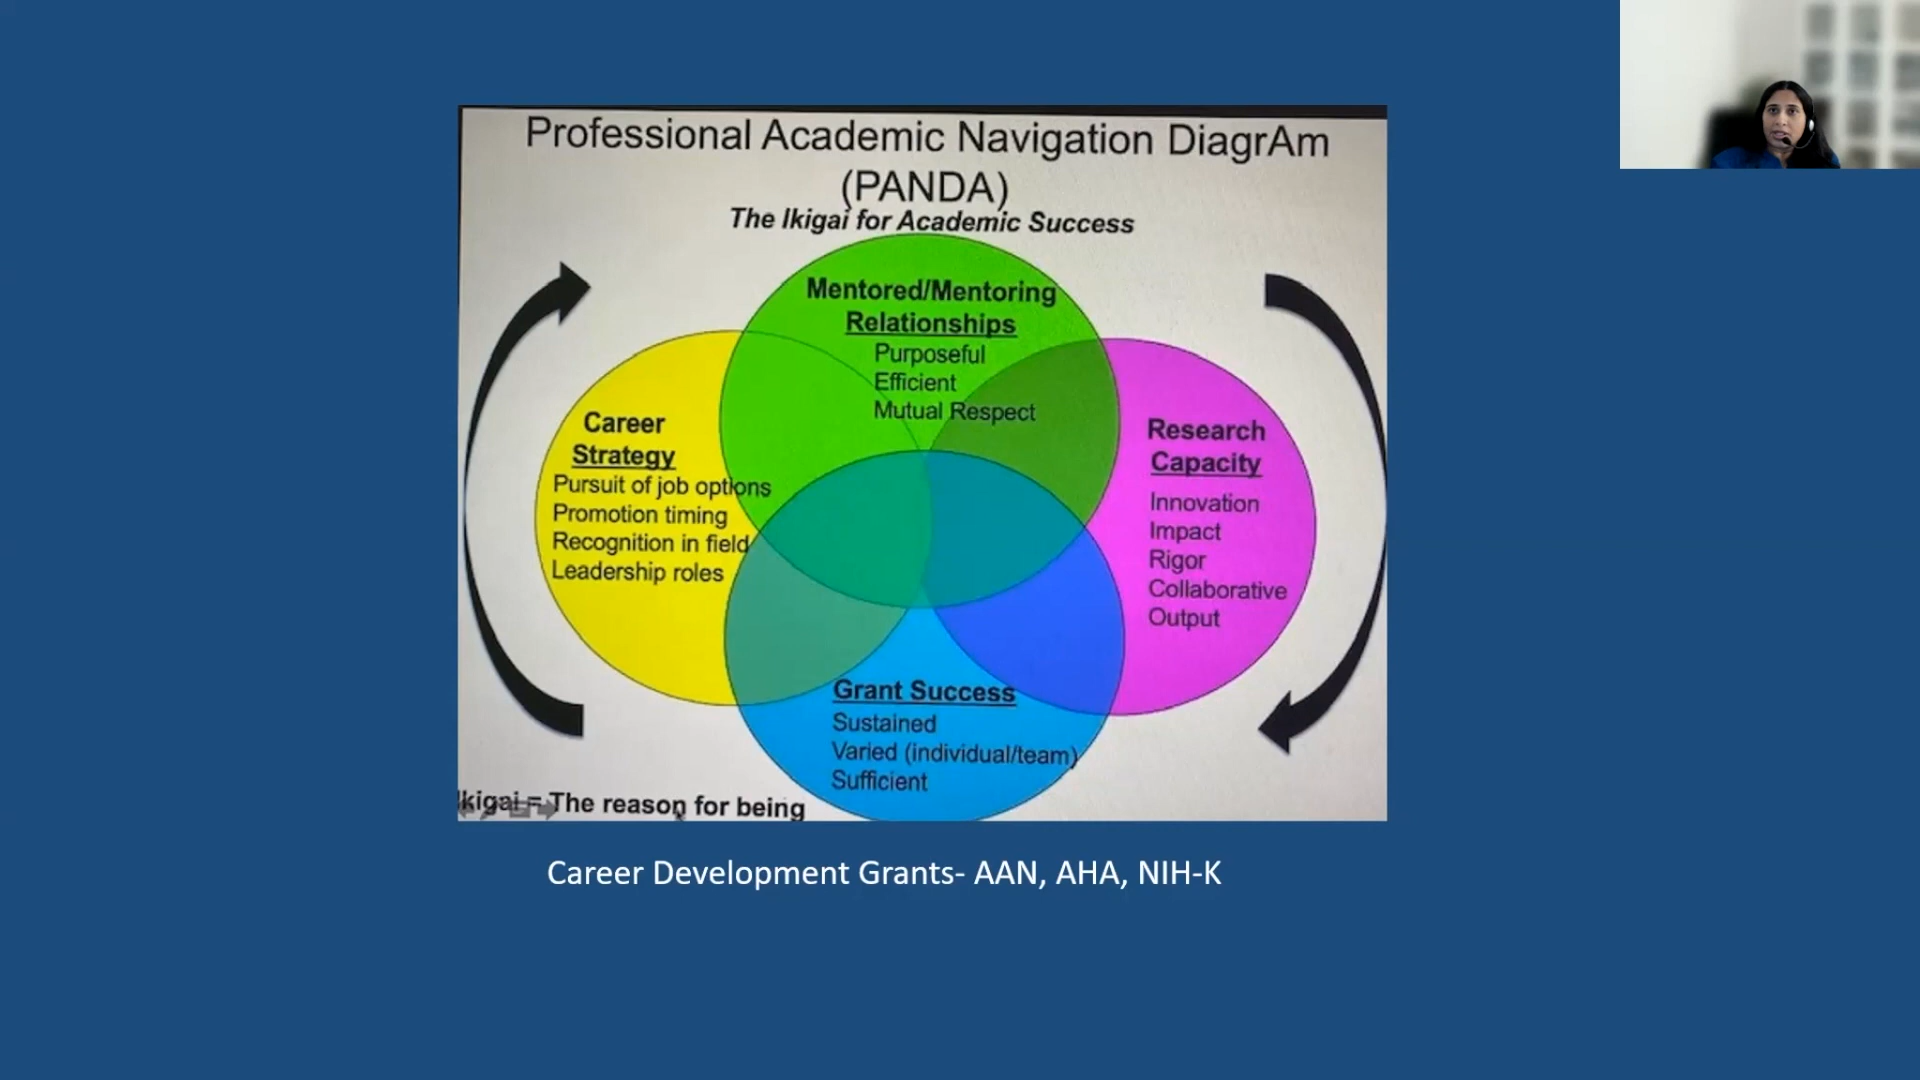 Professional Academic Navigation DiagrAm
(PANDA)
The Ikigai for Academic Success
Mentored/Mentoring
Relationships
Purposeful
Efficient
Mutual Respect
Career
Strategy
Pursuit of job options
Promotion timing
Recognition in field
Leadership roles
Research
Capacity
Innovation
Impact
Rigor
Collaborative
Output
Grant Success
Sustained
Varied (individual/team)
Sufficient
Ikigai = The reason for being
Career Development Grants- AAN, AHA, NIH-K